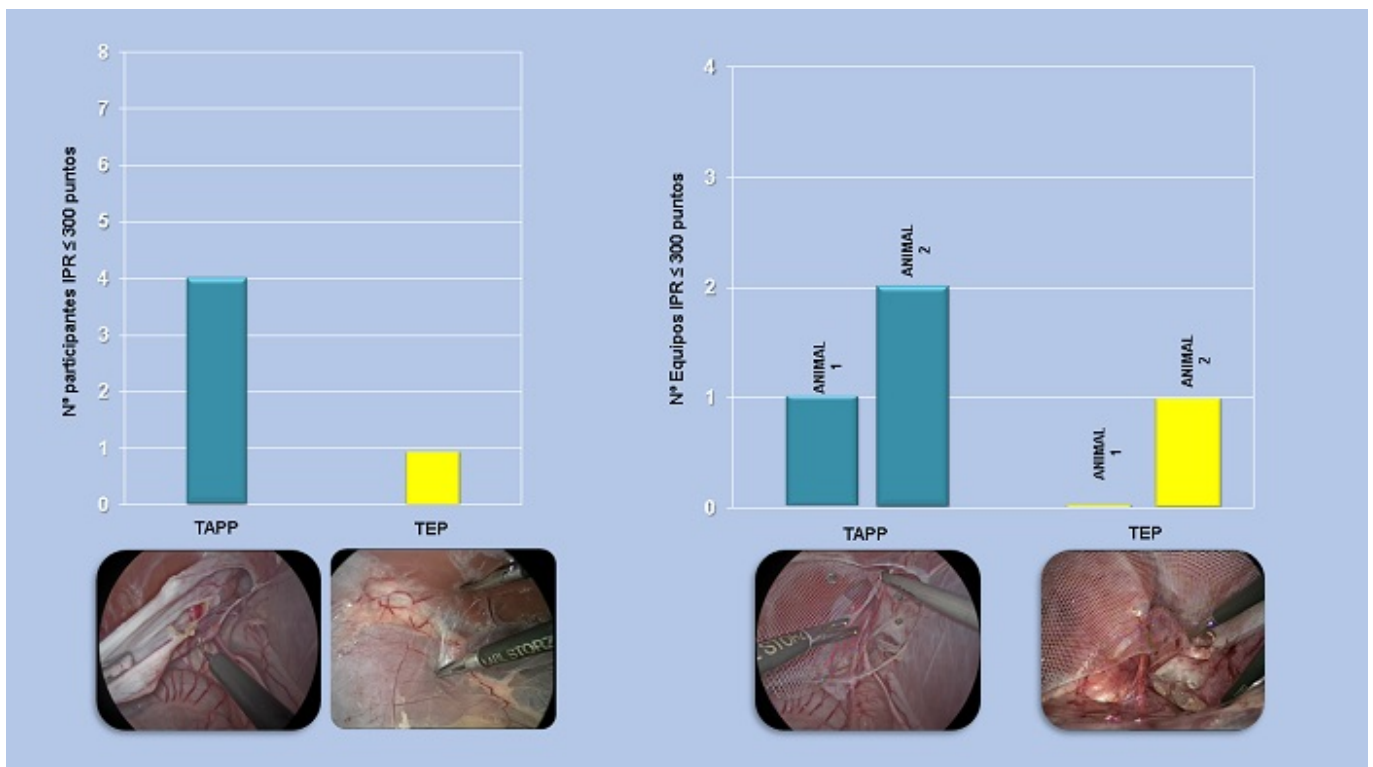 Nº participantes IPR ≤ 300 puntos
8
7
6
5
4
3
2
1
0
TAPP
TEP
STORZ
Nº Equipos IPR ≤ 300 puntos
4
3
2
1
0
ANIMAL
1
ANIMAL
2
ANIMAL
1
ANIMAL
2
TAPP
TEP
STORZ